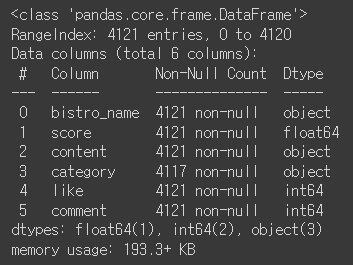 <class 'pandas.core.frame.DataFrame'>
RangeIndex: 4121 entries, 0 to 4120
Data columns (total 6 columns):
 #   Column       Non-Null Count  Dtype
---  ------       --------------  -----
 0   bistro_name  4121 non-null   object
 1   score        4121 non-null   float64
 2   content      4121 non-null   object
 3   category     4117 non-null   object
 4   like         4121 non-null   int64
 5   comment      4121 non-null   int64
dtypes: float64(1), int64(2), object(3)
memory usage: 193.3+ KB